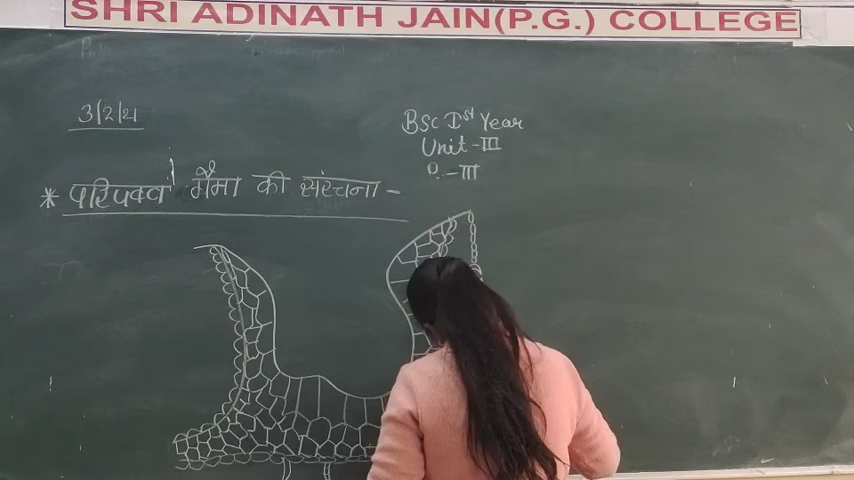 SHRI ADINATH JAIN(P.G.) COLLEGE
3/2/21
BSc Ist Year
Unit -III
P. -III
* परिपक्व गैमा की संरचना -